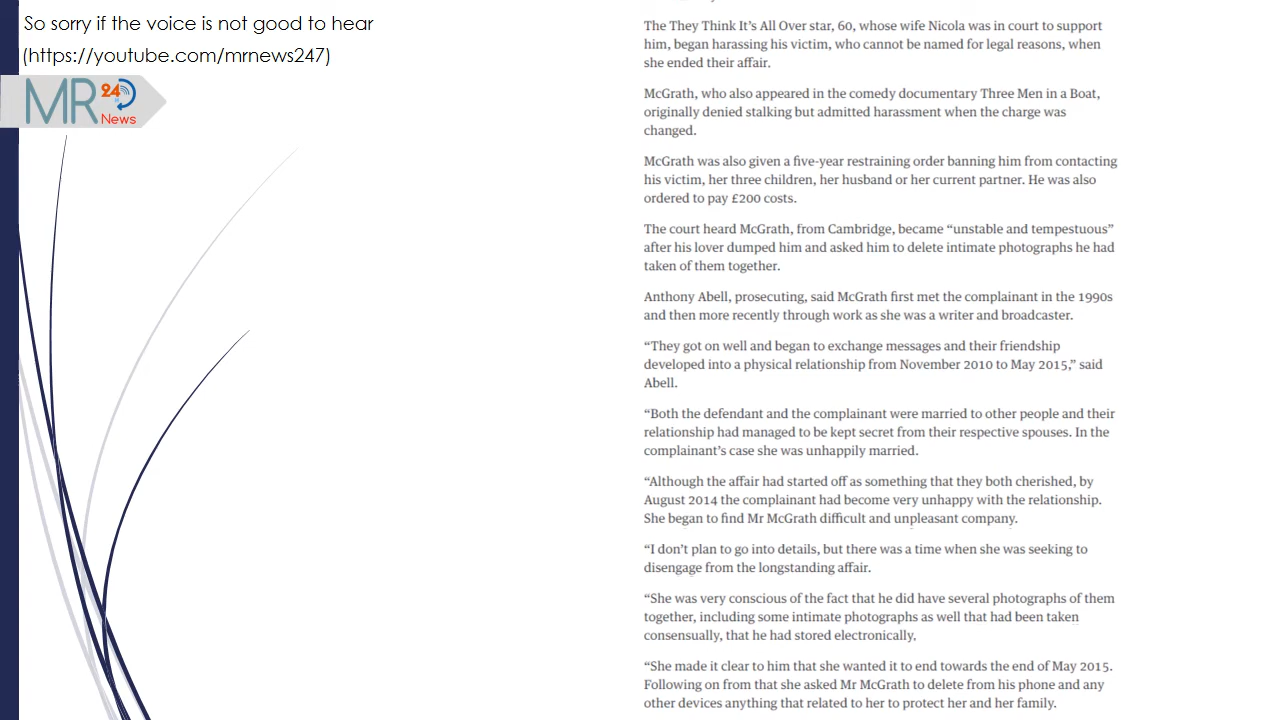 So sorry if the voice is not good to hear
(https://youtube.com/mrnews247)
MR 24 News
The They Think It’s All Over star, 60, whose wife Nicola was in court to support
him, began harassing his victim, who cannot be named for legal reasons, when
she ended their affair.
McGrath, who also appeared in the comedy documentary Three Men in a Boat,
originally denied stalking but admitted harassment when the charge was
changed.
McGrath was also given a five-year restraining order banning him from contacting
his victim, her three children, her husband or her current partner. He was also
ordered to pay £200 costs.
The court heard McGrath, from Cambridge, became “unstable and tempestuous”
after his lover dumped him and asked him to delete intimate photographs he had
taken of them together.
Anthony Abell, prosecuting, said McGrath first met the complainant in the 1990s
and then more recently through work as she was a writer and broadcaster.
“They got on well and began to exchange messages and their friendship
developed into a physical relationship from November 2010 to May 2015,” said
Abell.
“Both the defendant and the complainant were married to other people and their
relationship had managed to be kept secret from their respective spouses. In the
complainant’s case she was unhappily married.
“Although the affair had started off as something that they both cherished, by
August 2014 the complainant had become very unhappy with the relationship.
She began to find Mr McGrath difficult and unpleasant company.
“I don’t plan to go into details, but there was a time when she was seeking to
disengage from the longstanding affair.
“She was very conscious of the fact that he did have several photographs of them
together, including some intimate photographs as well that had been taken
consensually, that he had stored electronically.
“She made it clear to him that she wanted it to end towards the end of May 2015.
Following on from that she asked Mr McGrath to delete from his phone and any
other devices anything that related to her to protect her and her family.